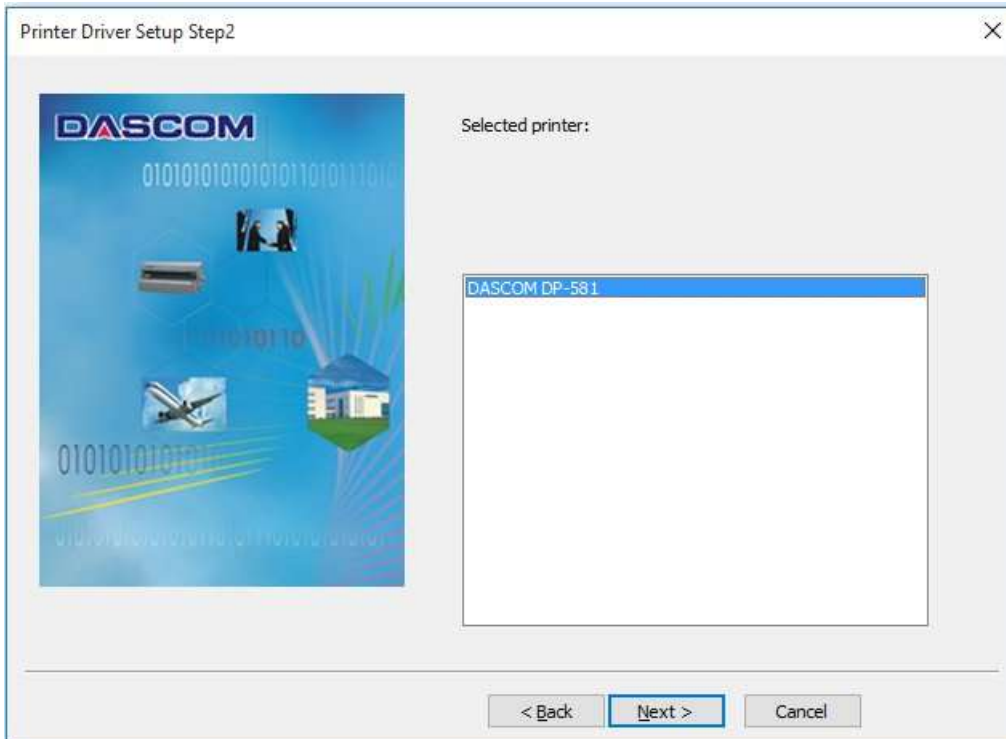 Printer Driver Setup Step2
DASCOM
Selected printer:
DASCOM DP-581
< Back
Next >
Cancel